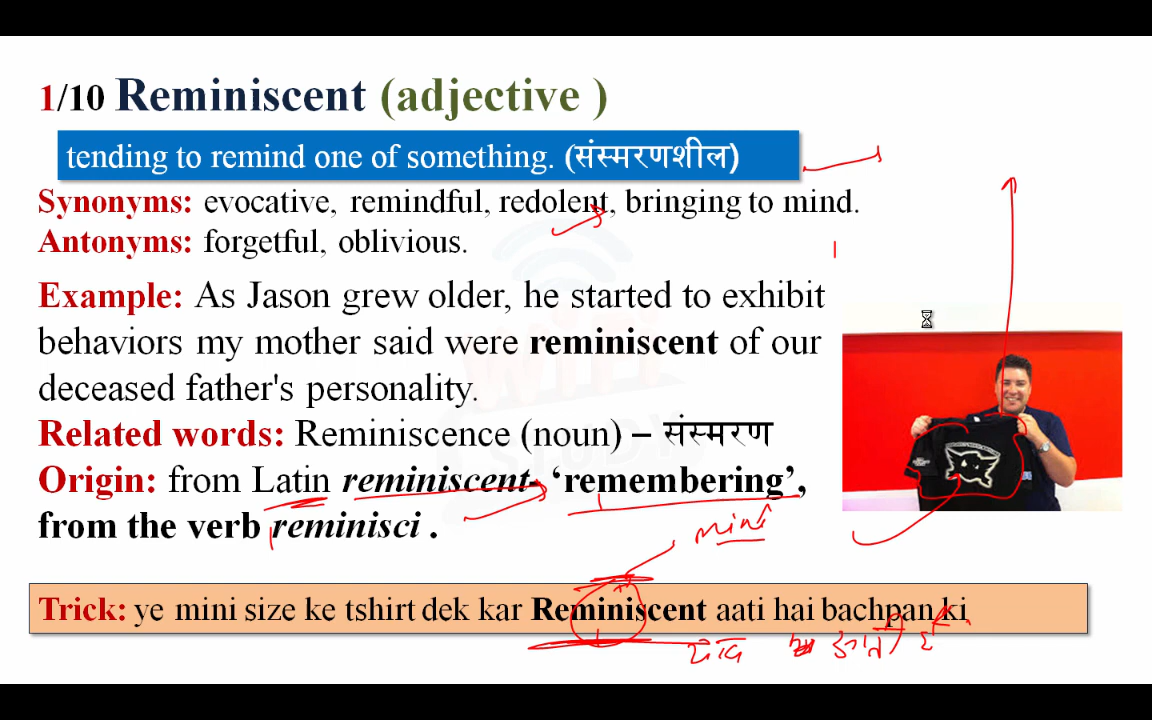 1/10 Reminiscent (adjective )
tending to remind one of something. (संस्मरणशील)
Synonyms: evocative, remindful, redolent, bringing to mind.
Antonyms: forgetful, oblivious.
Example: As Jason grew older, he started to exhibit
behaviors my mother said were reminiscent of our
deceased father's personality.
Related words: Reminiscence (noun) – संस्मरण
Origin: from Latin reminiscent- ‘remembering’,
from the verb reminisci .
mini
Trick: ye mini size ke tshirt dek kar Reminiscent aati hai bachpan ki
याद